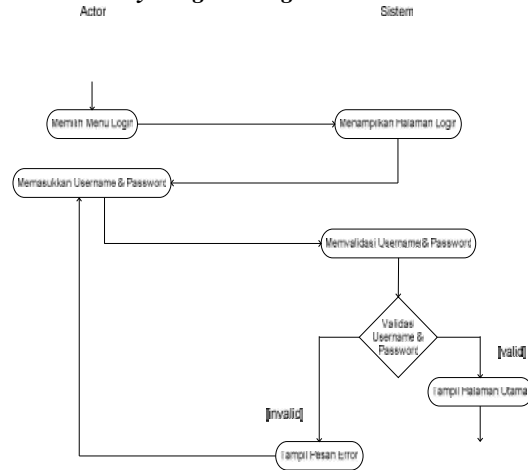 Actor
Sistem
Memilih Menu Login
Menampilkan Halaman Login
Memasukkan Username & Password
Memvalidasi Username& Password
Validasi
Username &
Password
[valid]
Tampil Halaman Utama
[invalid]
Tampil Pesan Error